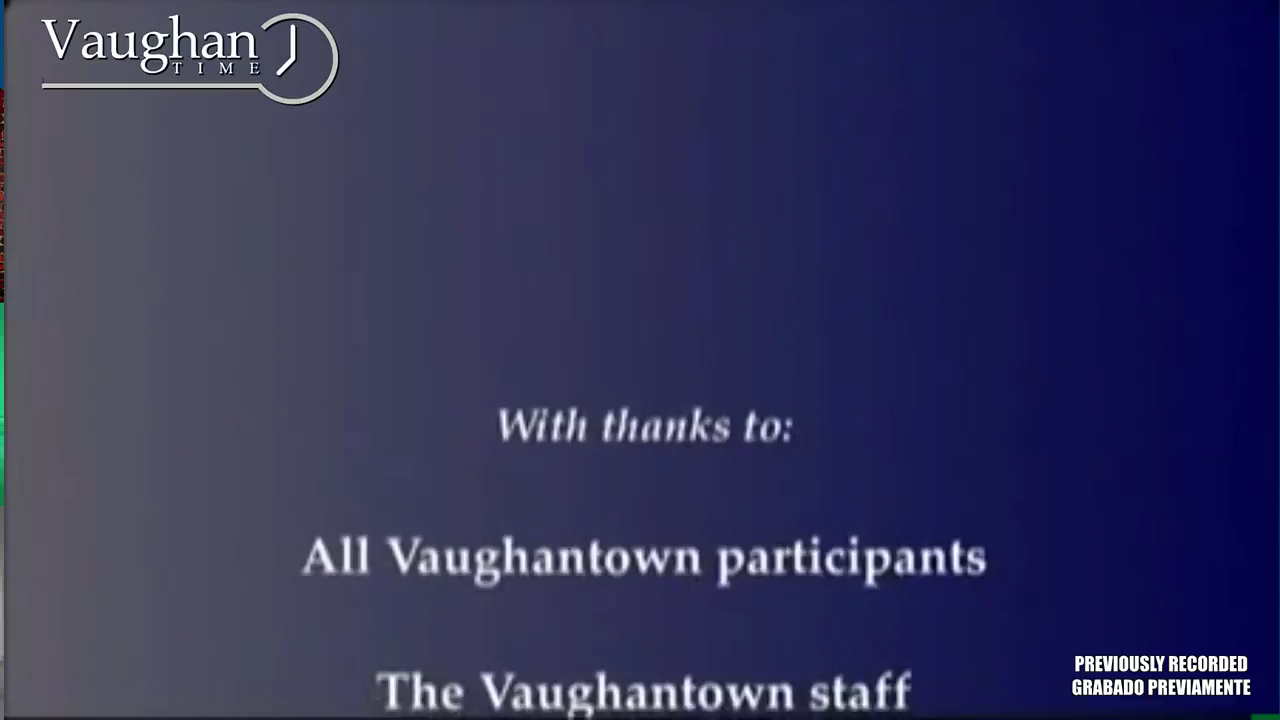 Vaughan
TIME
With thanks to:
All Vaughantown participants
The Vaughantown staff
PREVIOUSLY RECORDED
GRABADO PREVIAMENTE